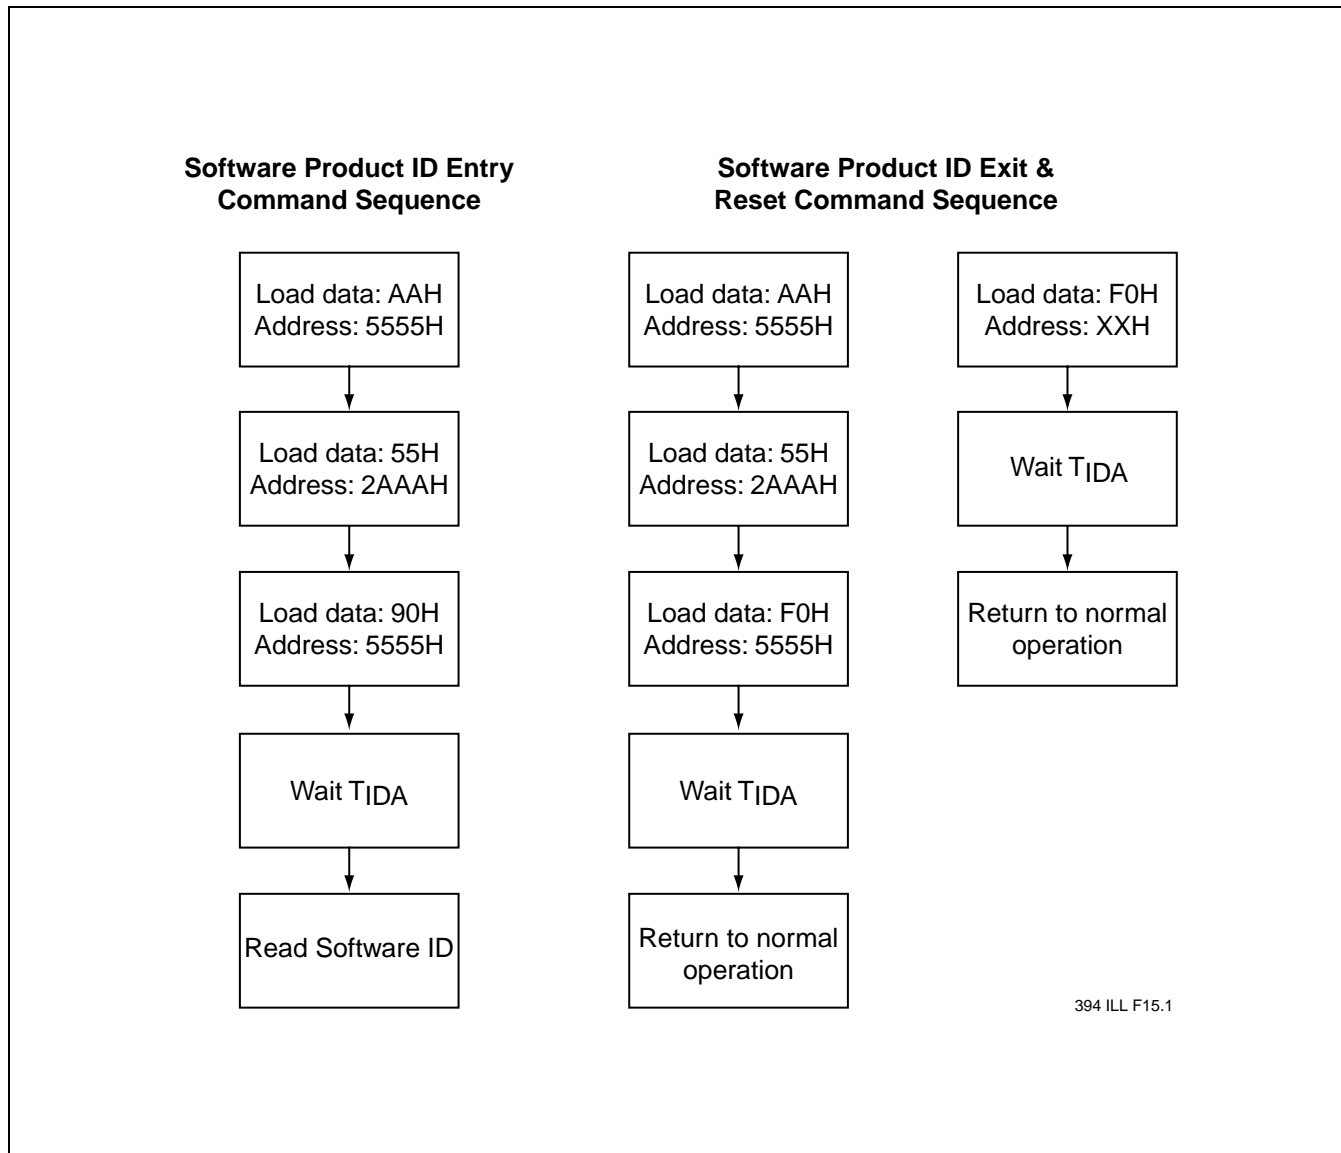 Software Product ID Entry
Command Sequence
Load data: AAH
Address: 5555H
Load data: 55H
Address: 2AAAH
Load data: 90H
Address: 5555H
Wait TIDA
Read Software ID
Software Product ID Exit &
Reset Command Sequence
Load data: AAH
Address: 5555H
Load data: 55H
Address: 2AAAH
Load data: F0H
Address: 5555H
Wait TIDA
Return to normal
operation
Load data: F0H
Address: XXH
Wait TIDA
Return to normal
operation
394 ILL F15.1